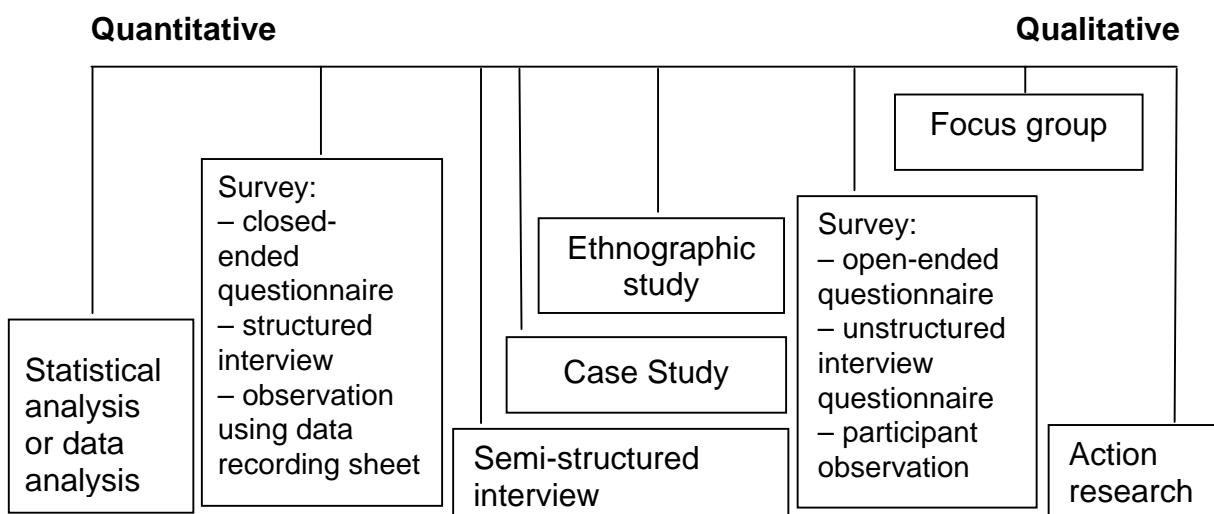 Quantitative
Qualitative
Statistical
analysis
or data
analysis
Survey:
– closed-
ended
questionnaire
– structured
interview
– observation
using data
recording sheet
Semi-structured
interview
Case Study
Ethnographic
study
Survey:
– open-ended
questionnaire
– unstructured
interview
questionnaire
– participant
observation
Focus group
Action
research